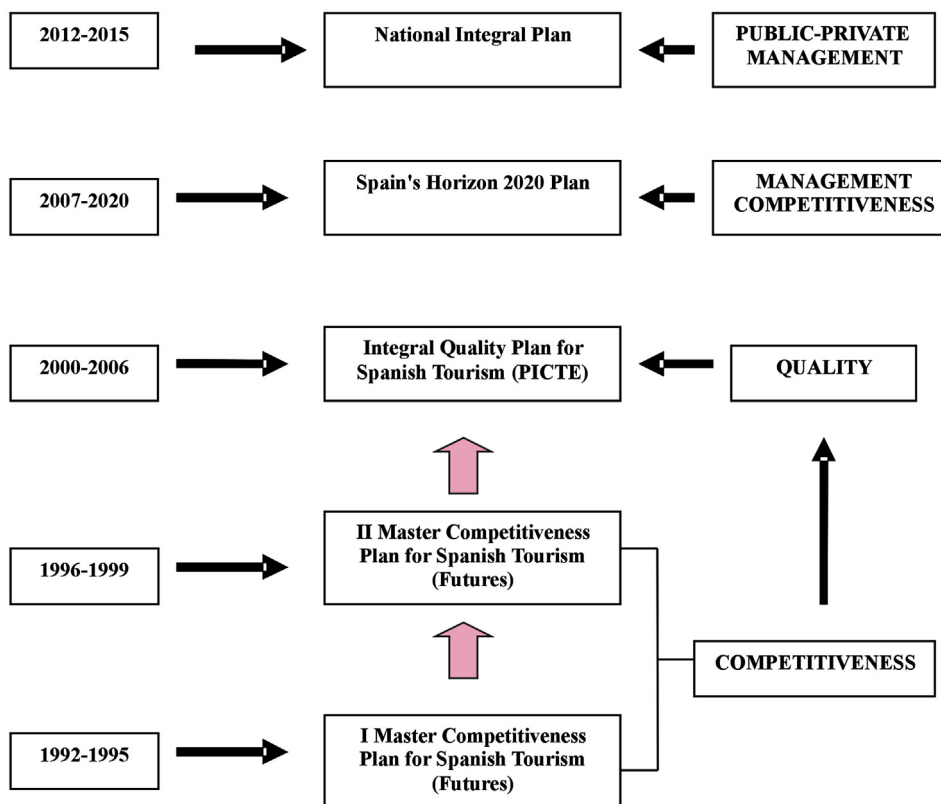 2012-2015
National Integral Plan
PUBLIC-PRIVATE
MANAGEMENT
2007-2020
Spain's Horizon 2020 Plan
MANAGEMENT
COMPETITIVENESS
2000-2006
Integral Quality Plan for
Spanish Tourism (PICTE)
QUALITY
1996-1999
II Master Competitiveness
Plan for Spanish Tourism
(Futures)
COMPETITIVENESS
1992-1995
I Master Competitiveness
Plan for Spanish Tourism
(Futures)